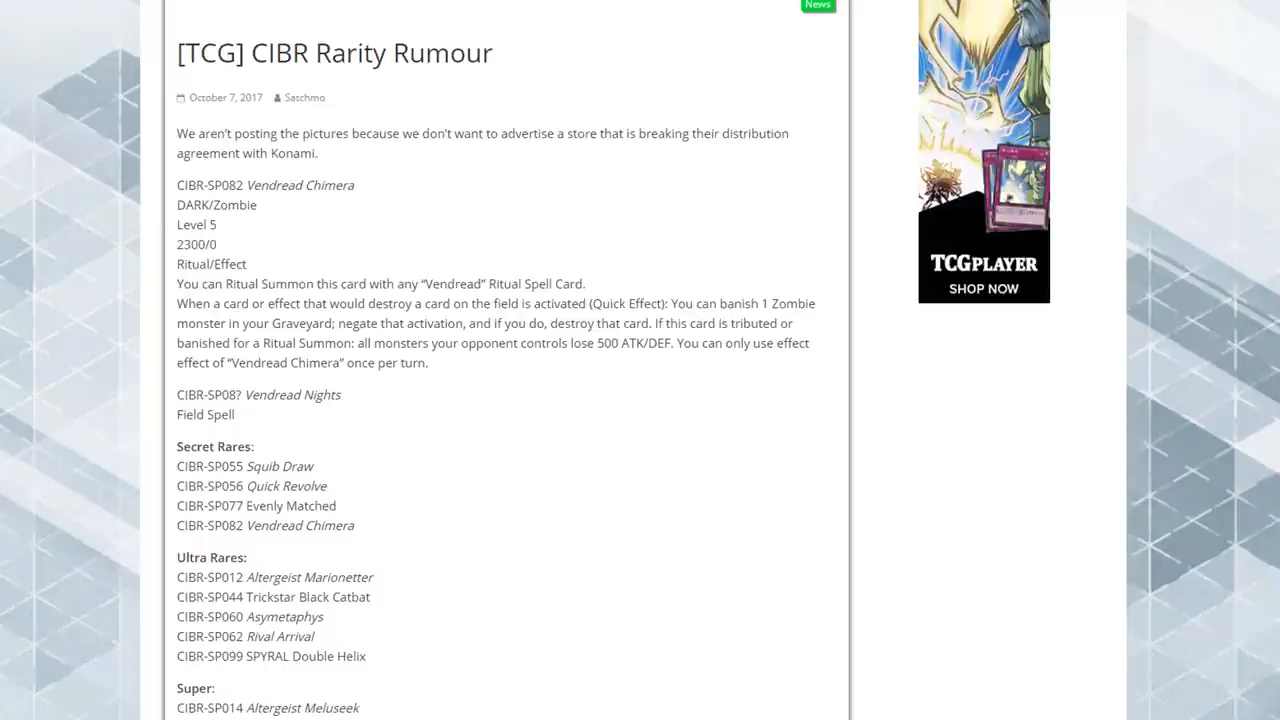 News
[TCG] CIBR Rarity Rumour
October 7, 2017 Satchmo
We aren't posting the pictures because we don't want to advertise a store that is breaking their distribution
agreement with Konami.
CIBR-SP082 Vendread Chimera
DARK/Zombie
Level 5
2300/0
Ritual/Effect
You can Ritual Summon this card with any “Vendread” Ritual Spell Card.
When a card or effect that would destroy a card on the field is activated (Quick Effect): You can banish 1 Zombie
monster in your Graveyard; negate that activation, and if you do, destroy that card. If this card is tributed or
banished for a Ritual Summon: all monsters your opponent controls lose 500 ATK/DEF. You can only use effect
effect of “Vendread Chimera” once per turn.
CIBR-SP08? Vendread Nights
Field Spell
Secret Rares:
CIBR-SP055 Squib Draw
CIBR-SP056 Quick Revolve
CIBR-SP077 Evenly Matched
CIBR-SP082 Vendread Chimera
Ultra Rares:
CIBR-SP012 Altergeist Marionetter
CIBR-SP044 Trickstar Black Catbat
CIBR-SP060 Asymetaphys
CIBR-SP062 Rival Arrival
CIBR-SP099 SPYRAL Double Helix
Super:
CIBR-SP014 Altergeist Meluseek
TCGPLAYER
SHOP NOW